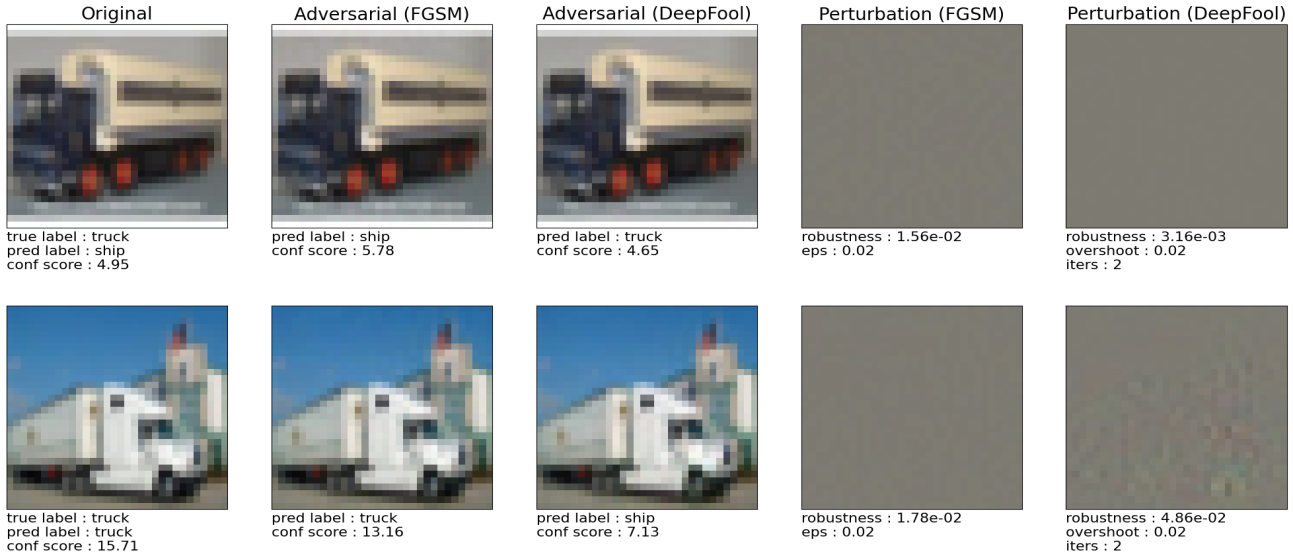 Original
Adversarial (FGSM)
Adversarial (DeepFool)
Perturbation (FGSM)
Perturbation (DeepFool)
true label : truck
pred label : ship
conf score : 4.95
pred label : ship
conf score : 5.78
pred label : truck
conf score : 4.65
robustness : 1.56e-02
eps : 0.02
robustness : 3.16e-03
overshoot : 0.02
iters : 2
true label : truck
pred label : truck
conf score : 15.71
pred label : truck
conf score : 13.16
pred label : ship
conf score : 7.13
robustness : 1.78e-02
eps : 0.02
robustness : 4.86e-02
overshoot : 0.02
iters : 2